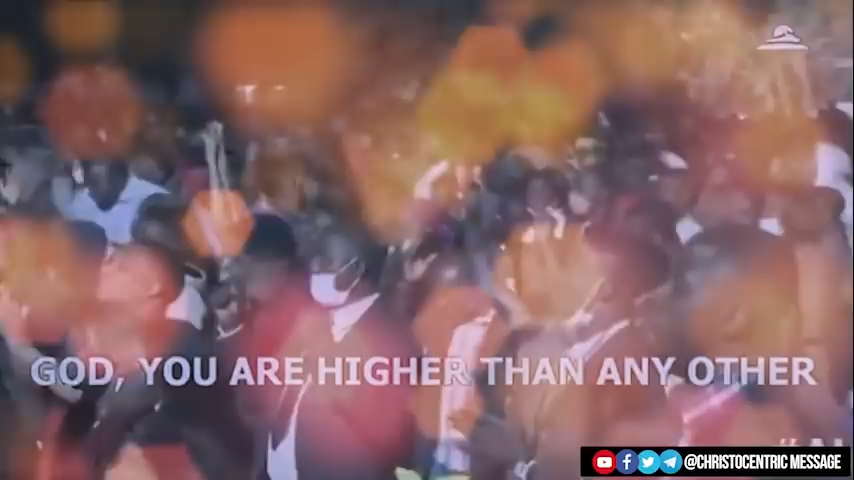 GOD, YOU ARE HIGHER THAN ANY OTHER
@CHRISTOCENTRIC MESSAGE